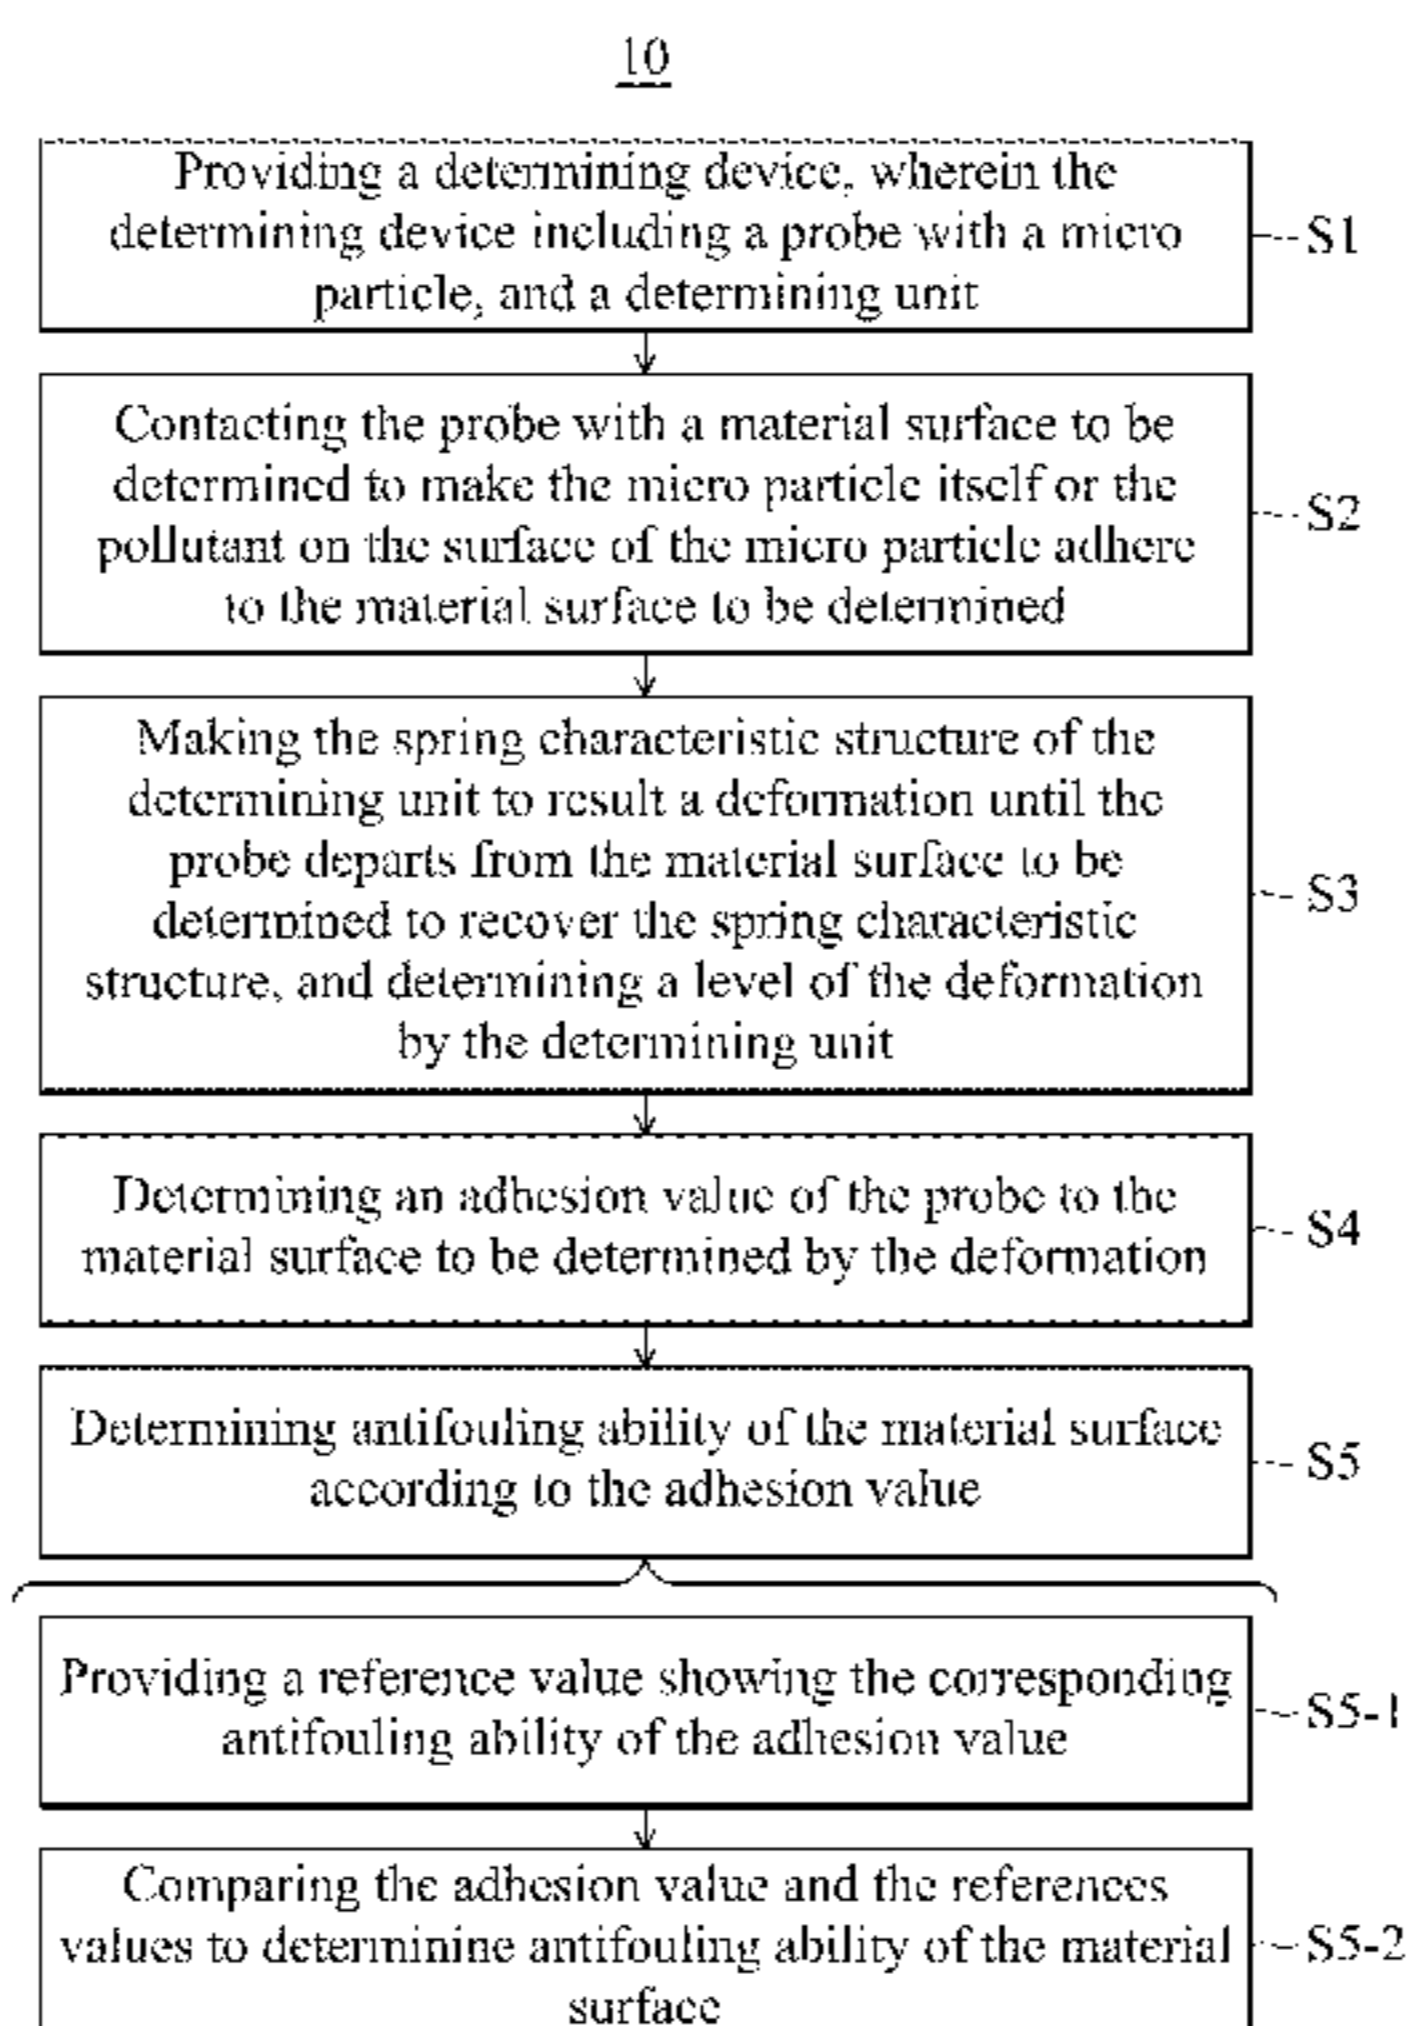 10
Providing a determining device, wherein the
determining device including a probe with a micro
particle, and a determining unit
S1
Contacting the probe with a material surface to be
determined to make the micro particle itself or the
pollutant on the surface of the micro particle adhere
to the material surface to be determined
S2
Making the spring characteristic structure of the
determining unit to result a deformation until the
probe departs from the material surface to be
determined to recover the spring characteristic
structure, and determining a level of the deformation
by the determining unit
S3
Determining an adhesion value of the probe to the
material surface to be determined by the deformation
S4
Determining antifouling ability of the material surface
according to the adhesion value
S5
Providing a reference value showing the corresponding
antifouling ability of the adhesion value
S5-1
Comparing the adhesion value and the references
values to determinine antifouling ability of the material
surface
S5-2